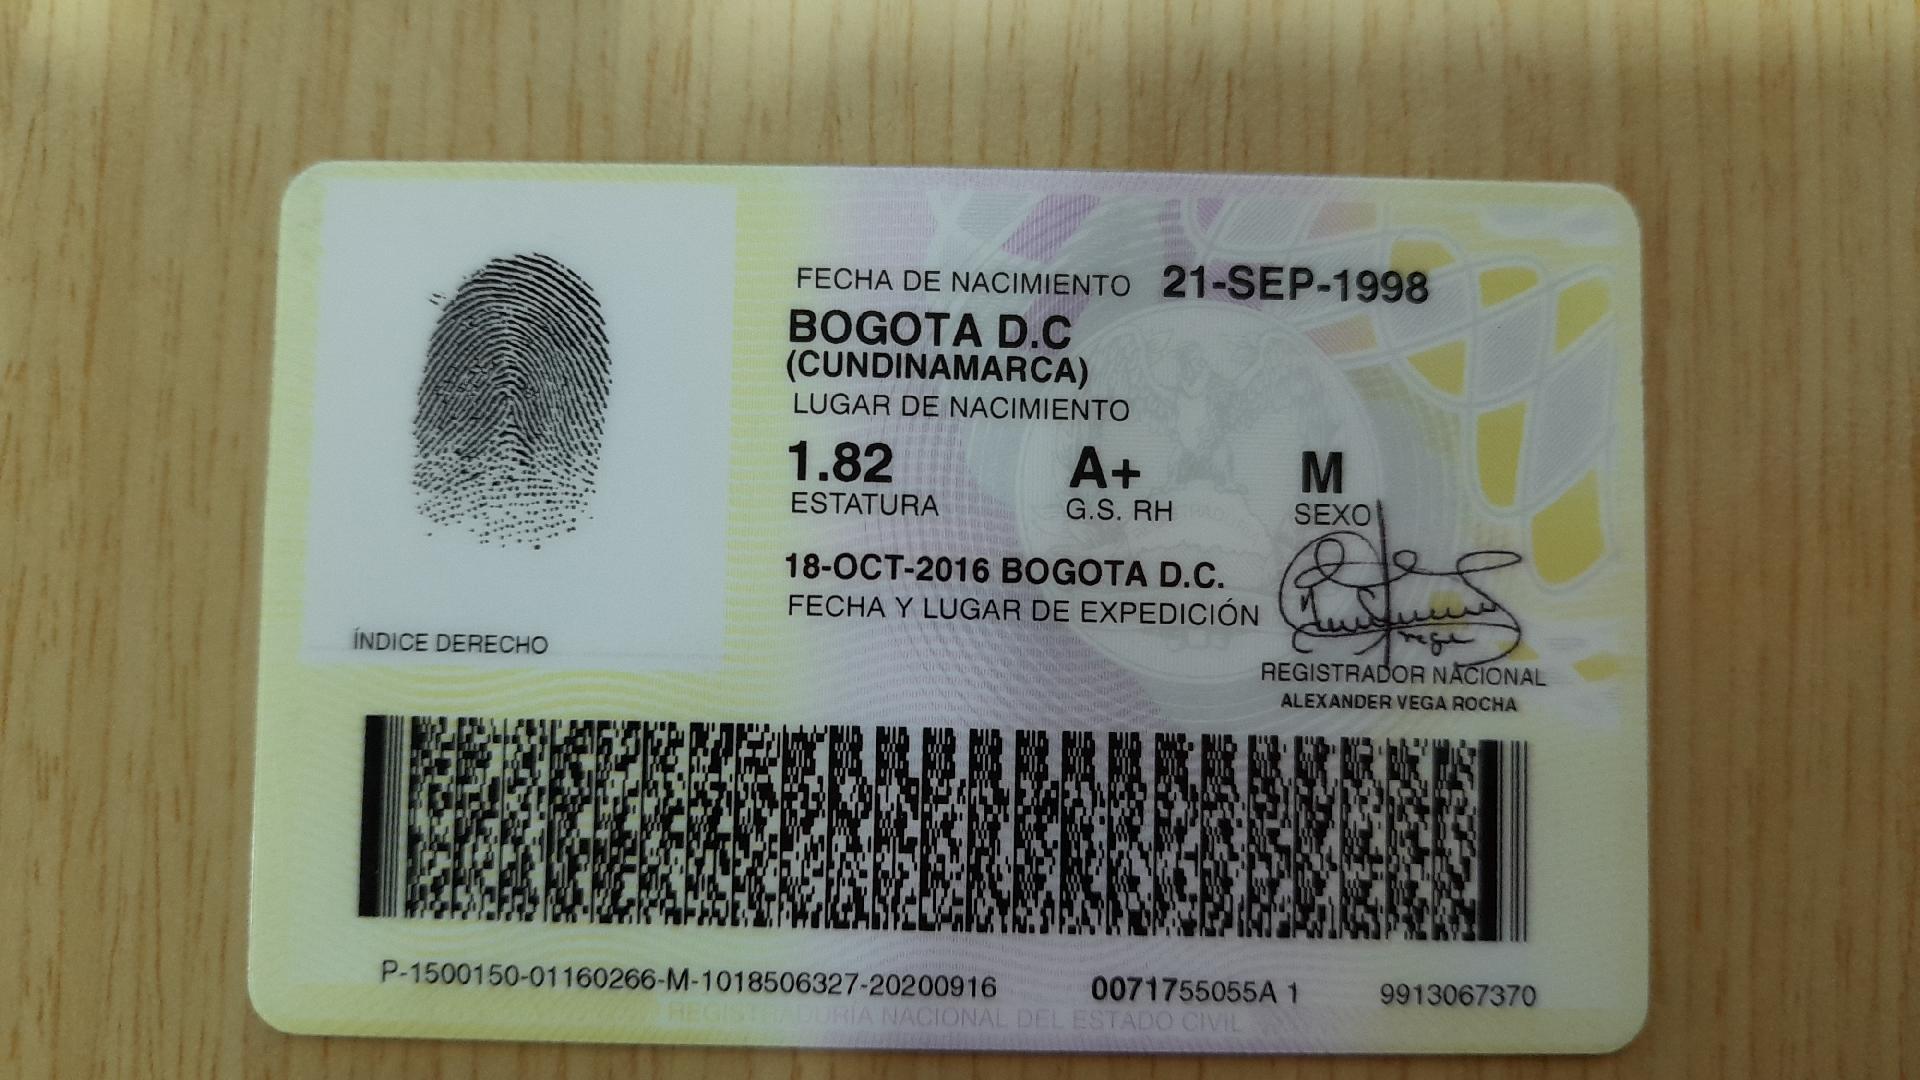 FECHA DE NACIMIENTO 21-SEP-1998
BOGOTA D.C
(CUNDINAMARCA)
LUGAR DE NACIMIENTO
1.82 A+ M
ESTATURA G.S. RH SEXO
18-OCT-2016 BOGOTA D.C.
FECHA Y LUGAR DE EXPEDICIÓN
ÍNDICE DERECHO
REGISTRADOR NACIONAL
ALEXANDER VEGA ROCHA
P-1500150-01160266-M-1018506327-20200916 0071755055A 1 9913067370
REGISTRADURÍA NACIONAL DEL ESTADO CIVIL